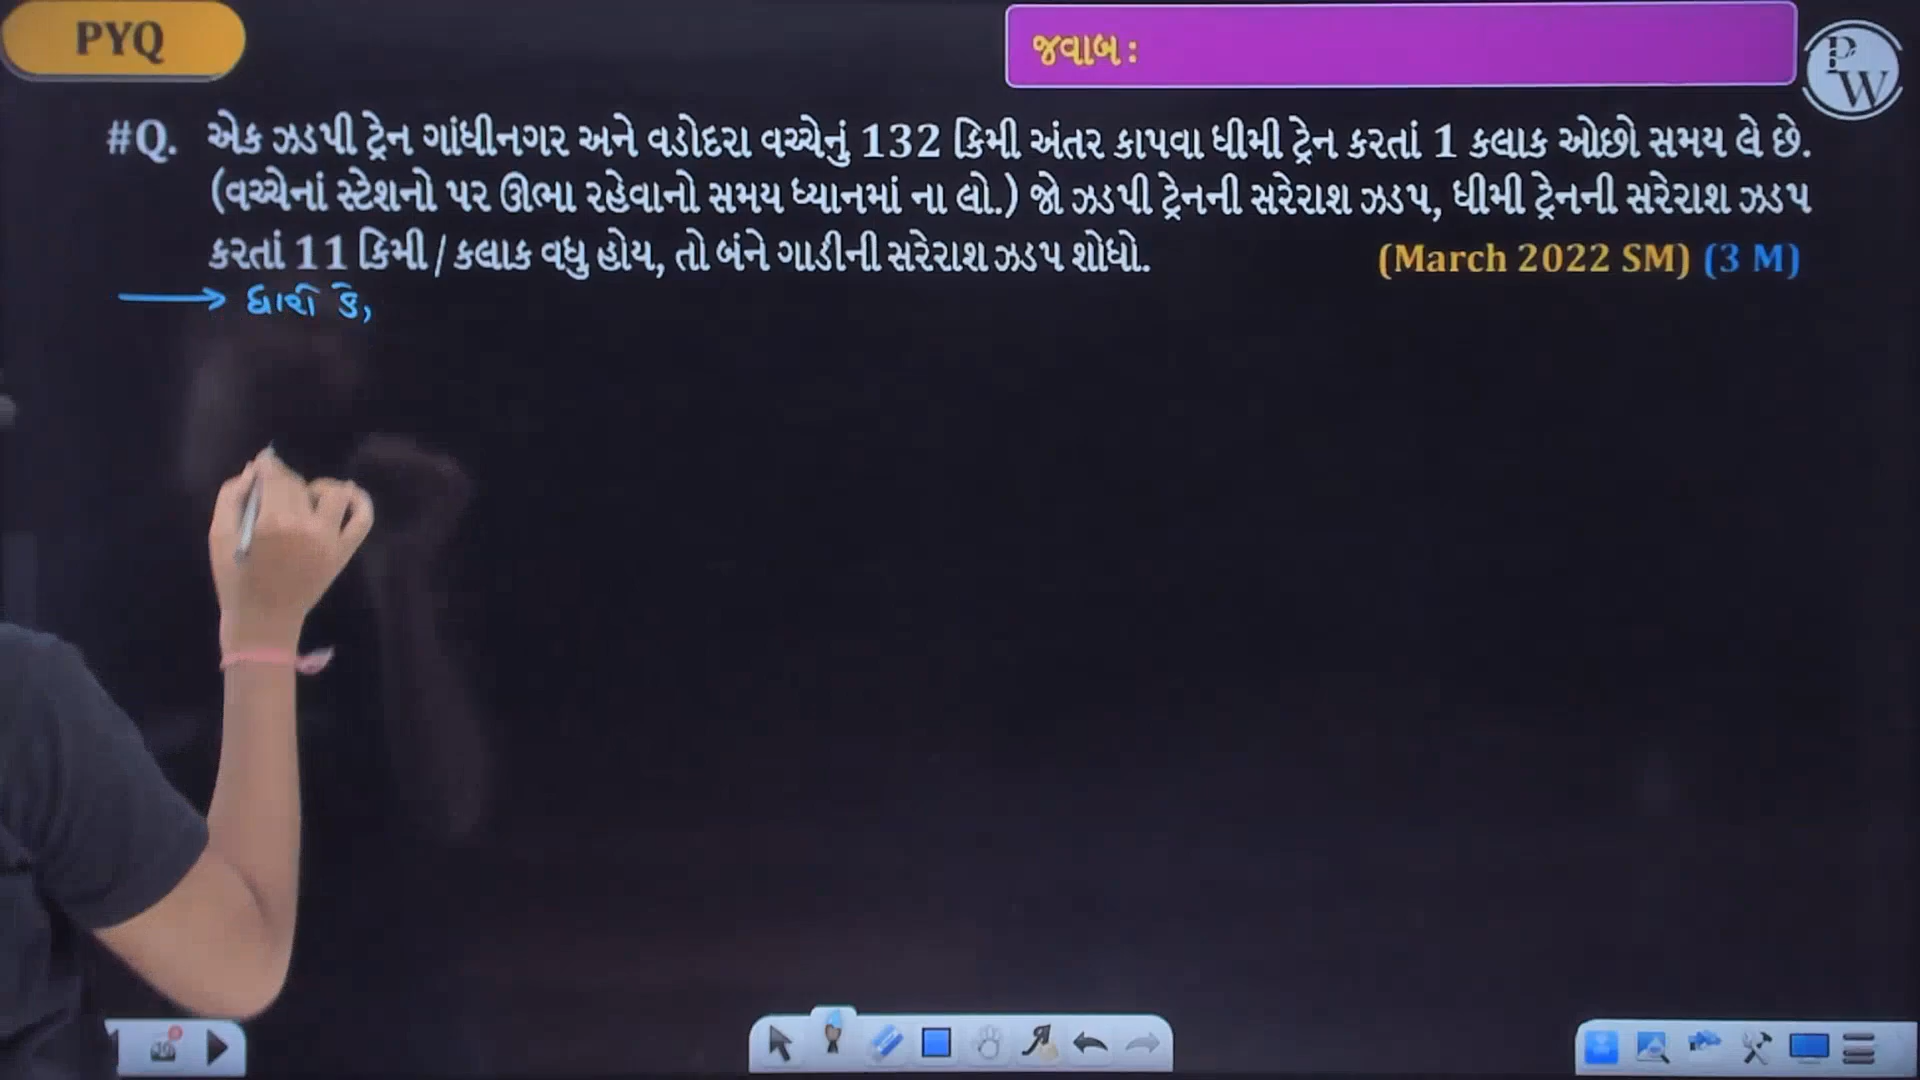 PYQ
જવાબ :
PW
#Q. એક ઝડપી ટ્રેન ગાંધીનગર અને વડોદરા વચ્ચેનું 132 કિમી અંતર કાપવા ધીમી ટ્રેન કરતાં 1 કલાક ઓછો સમય લે છે.
(વચ્ચેનાં સ્ટેશનો પર ઊભા રહેવાનો સમય ધ્યાનમાં ના લો.) જો ઝડપી ટ્રેનની સરેરાશ ઝડપ, ધીમી ટ્રેનની સરેરાશ ઝડપ
કરતાં 11 કિમી / કલાક વધુ હોય, તો બંને ગાડીની સરેરાશ ઝડપ શોધો. (March 2022 SM) (3 M)
→ ધારો કે,